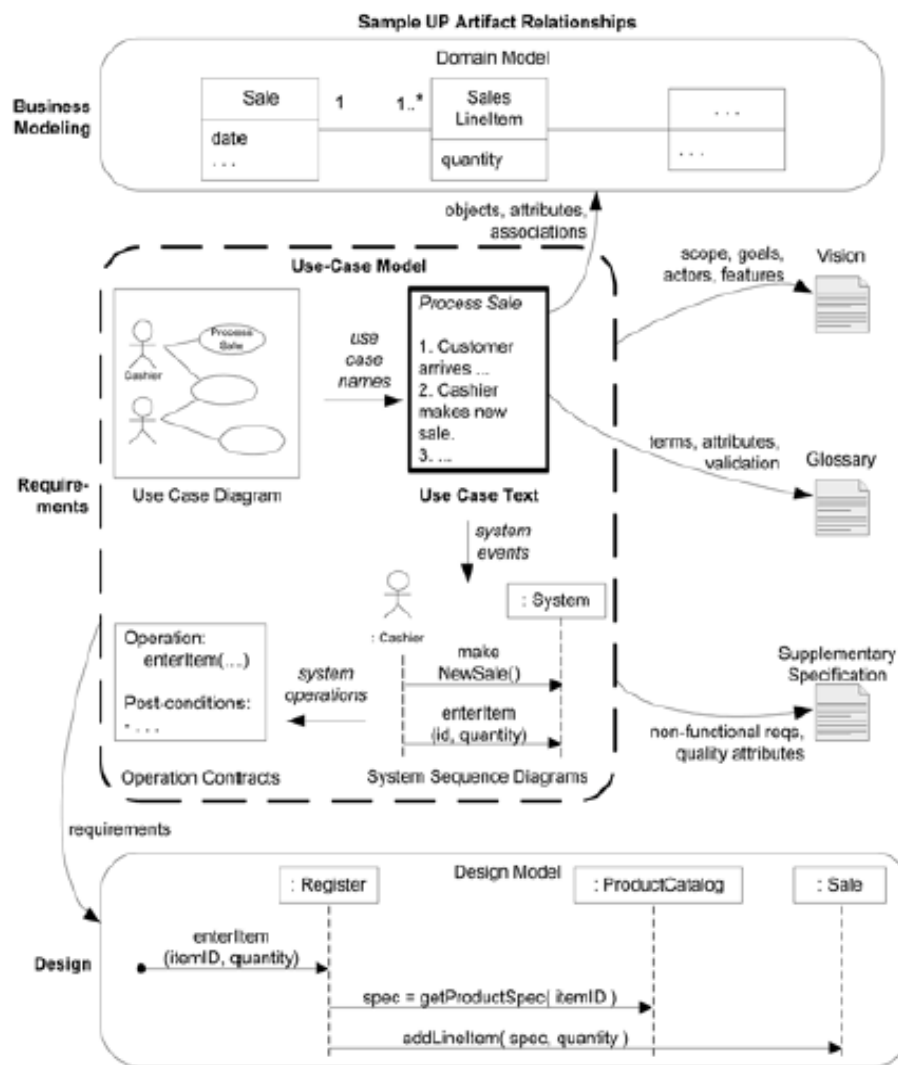 Sample UP Artifact Relationships
Domain Model
Business
Modeling
Sale
date
. . .
1
1..*
Sales
LineItem
quantity
. . .
. . .
objects, attributes,
associations
Use-Case Model
Process
Sale
Cashier
Use Case Diagram
use
case
names
Process Sale
1. Customer
arrives ...
2. Cashier
makes new
sale.
3. ...
Use Case Text
scope, goals,
actors, features
Vision
terms, attributes,
validation
Glossary
Require-
ments
system
events
: Cashier
: System
make
NewSale()
enterItem
(id, quantity)
System Sequence Diagrams
system
operations
Operation:
enterItem(...)
Post-conditions:
- ...
Operation Contracts
Supplementary
Specification
non-functional reqs,
quality attributes
requirements
Design Model
Design
: Register
: ProductCatalog
: Sale
enterItem
(itemID, quantity)
spec = getProductSpec( itemID )
addLineItem( spec, quantity )